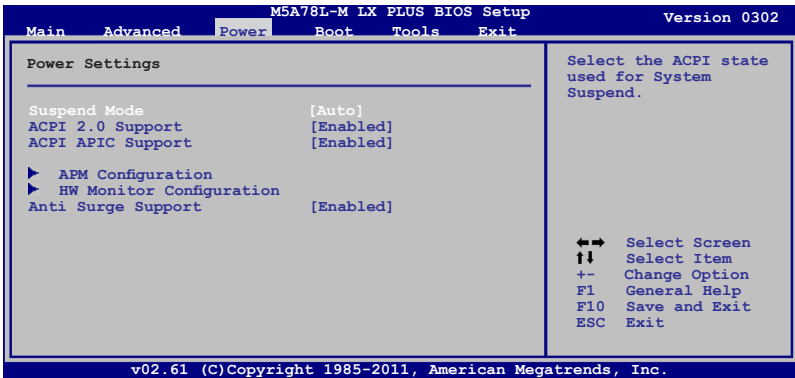 M5A78L-M LX PLUS BIOS Setup Version 0302
Main Advanced Power Boot Tools Exit
Power Settings
Suspend Mode [Auto]
ACPI 2.0 Support [Enabled]
ACPI APIC Support [Enabled]
APM Configuration
HW Monitor Configuration
Anti Surge Support [Enabled]
Select the ACPI state
used for System
Suspend.
←→ Select Screen
↑↓ Select Item
+- Change Option
F1 General Help
F10 Save and Exit
ESC Exit
v02.61 (C)Copyright 1985-2011, American Megatrends, Inc.